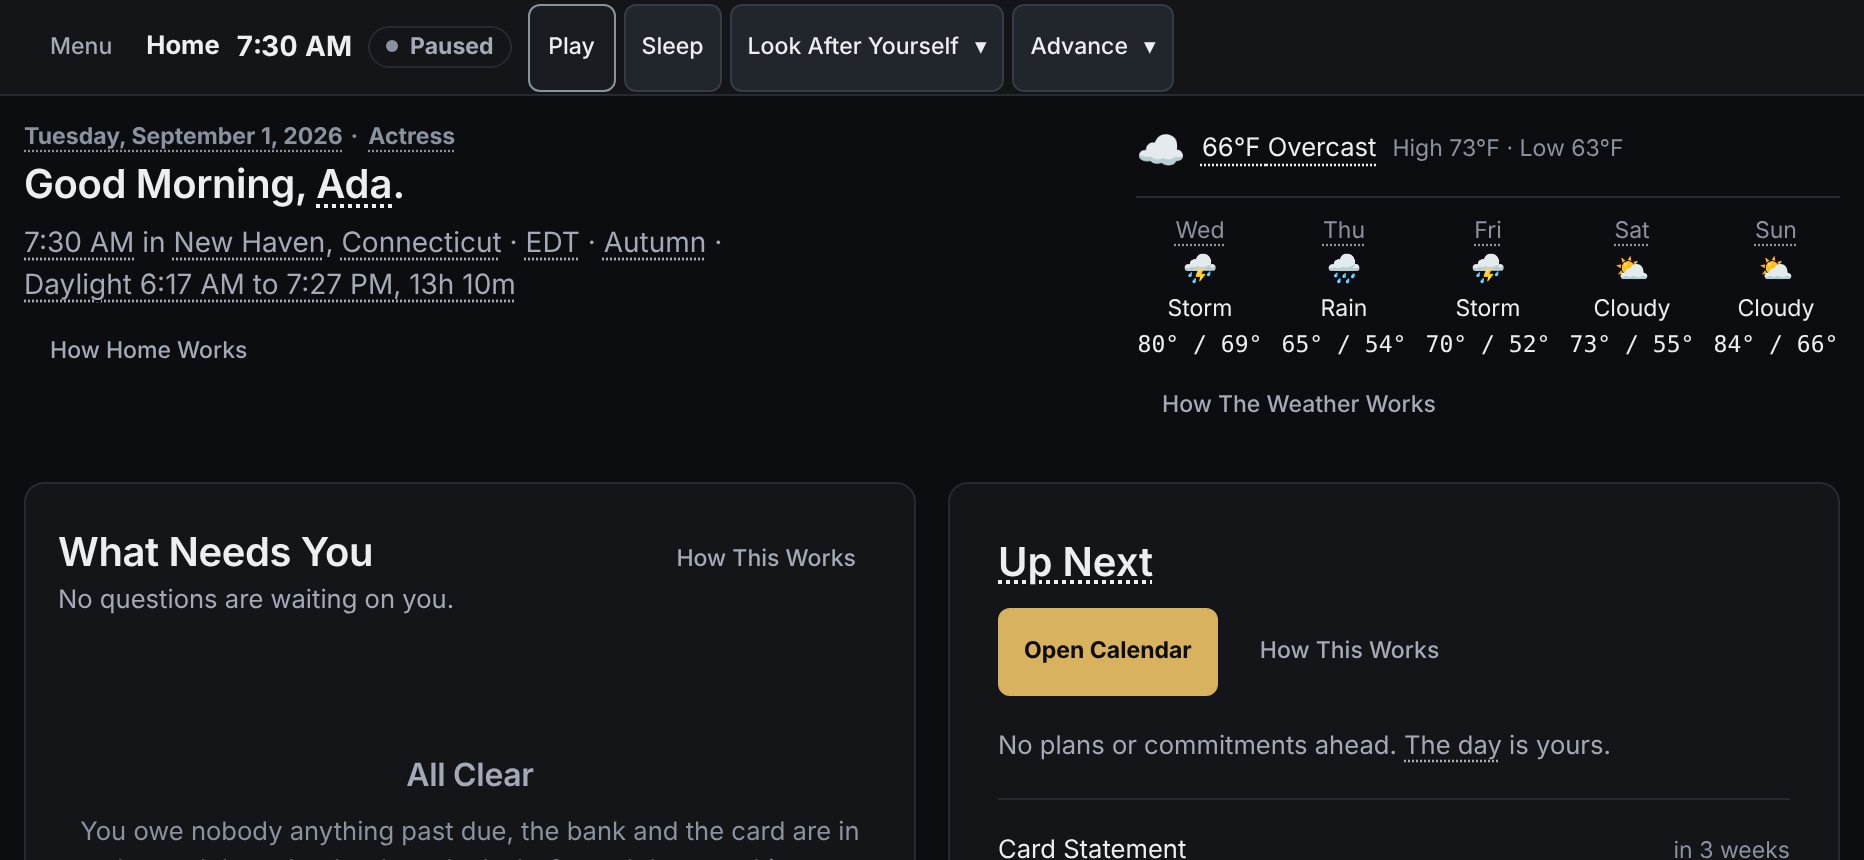 Menu Home 7:30 AM Paused Play Sleep Look After Yourself ▼ Advance ▼
Tuesday, September 1, 2026 · Actress
Good Morning, Ada.
7:30 AM in New Haven, Connecticut · EDT · Autumn ·
Daylight 6:17 AM to 7:27 PM, 13h 10m
How Home Works
66°F Overcast High 73°F · Low 63°F
Wed Thu Fri Sat Sun
Storm Rain Storm Cloudy Cloudy
80° / 69° 65° / 54° 70° / 52° 73° / 55° 84° / 66°
How The Weather Works
What Needs You
How This Works
No questions are waiting on you.
All Clear
You owe nobody anything past due, the bank and the card are in
Up Next
Open Calendar
How This Works
No plans or commitments ahead. The day is yours.
Card Statement in 3 weeks